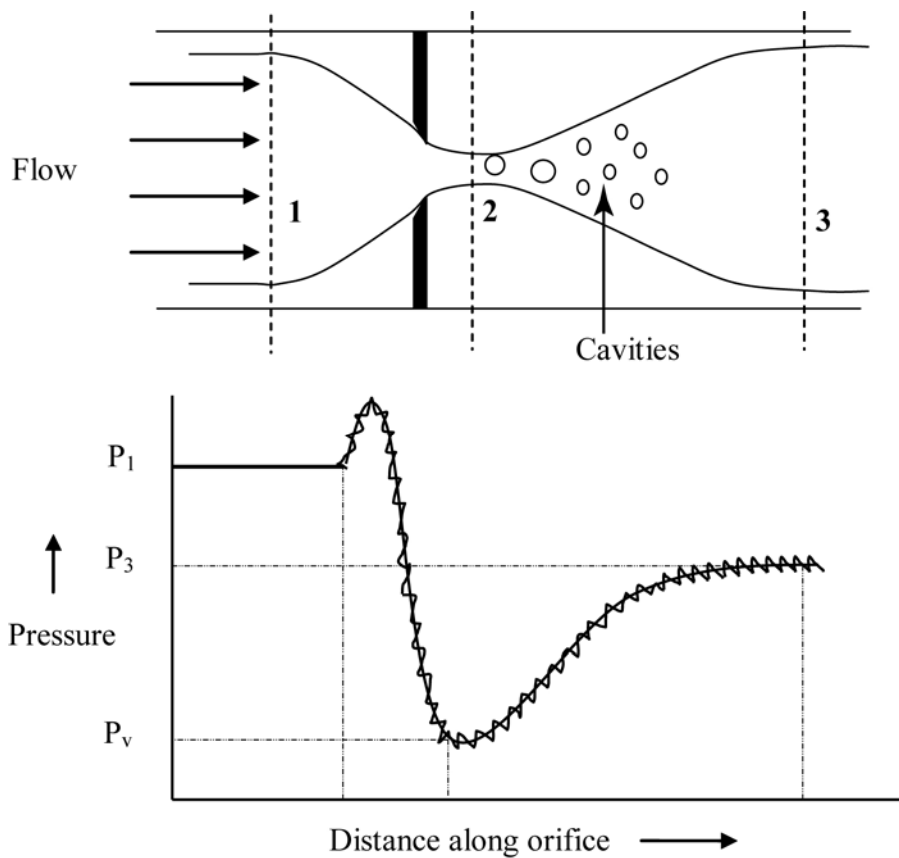 Flow
1
2
3
Cavities
P₁
P₃
Pressure
Pᵥ
Distance along orifice